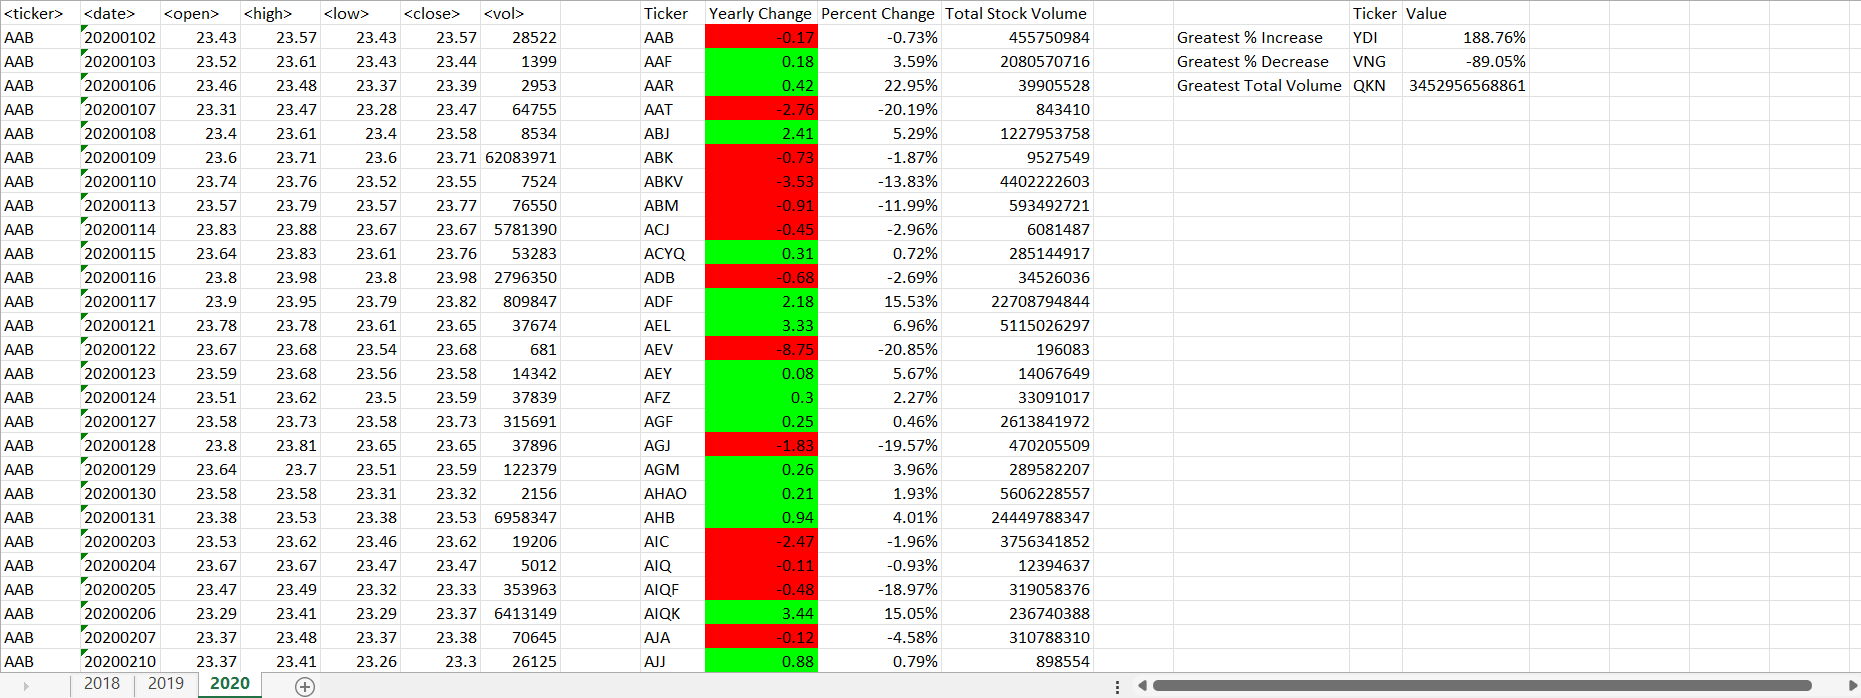 <ticker> <date> <open> <high> <low> <close> <vol> Ticker Yearly Change Percent Change Total Stock Volume Ticker Value
AAB 20200102 23.43 23.57 23.43 23.57 28522 AAB -0.17 -0.73% 455750984 Greatest % Increase YDI 188.76%
AAB 20200103 23.52 23.61 23.43 23.44 1399 AAF 0.18 3.59% 2080570716 Greatest % Decrease VNG -89.05%
AAB 20200106 23.46 23.48 23.37 23.39 2953 AAR 0.42 22.95% 39905528 Greatest Total Volume QKN 3452956568861
AAB 20200107 23.31 23.47 23.28 23.47 64755 AAT -2.76 -20.19% 843410
AAB 20200108 23.4 23.61 23.4 23.58 8534 ABJ 2.41 5.29% 1227953758
AAB 20200109 23.6 23.71 23.6 23.71 62083971 ABK -0.73 -1.87% 9527549
AAB 20200110 23.74 23.76 23.52 23.55 7524 ABKV -3.53 -13.83% 4402222603
AAB 20200113 23.57 23.79 23.57 23.77 76550 ABM -0.91 -11.99% 593492721
AAB 20200114 23.83 23.88 23.67 23.67 5781390 ACJ -0.45 -2.96% 6081487
AAB 20200115 23.64 23.83 23.61 23.76 53283 ACYQ 0.31 0.72% 285144917
AAB 20200116 23.8 23.98 23.8 23.98 2796350 ADB -0.68 -2.69% 34526036
AAB 20200117 23.9 23.95 23.79 23.82 809847 ADF 2.18 15.53% 22708794844
AAB 20200121 23.78 23.78 23.61 23.65 37674 AEL 3.33 6.96% 5115026297
AAB 20200122 23.67 23.68 23.54 23.68 681 AEV -8.75 -20.85% 196083
AAB 20200123 23.59 23.68 23.56 23.58 14342 AEY 0.08 5.67% 14067649
AAB 20200124 23.51 23.62 23.5 23.59 37839 AFZ 0.3 2.27% 33091017
AAB 20200127 23.58 23.73 23.58 23.73 315691 AGF 0.25 0.46% 2613841972
AAB 20200128 23.8 23.81 23.65 23.65 37896 AGJ -1.83 -19.57% 470205509
AAB 20200129 23.64 23.7 23.51 23.59 122379 AGM 0.26 3.96% 289582207
AAB 20200130 23.58 23.58 23.31 23.32 2156 AHAO 0.21 1.93% 5606228557
AAB 20200131 23.38 23.53 23.38 23.53 6958347 AHB 0.94 4.01% 24449788347
AAB 20200203 23.53 23.62 23.46 23.62 19206 AIC -2.47 -1.96% 3756341852
AAB 20200204 23.67 23.67 23.47 23.47 5012 AIQ -0.11 -0.93% 12394637
AAB 20200205 23.47 23.49 23.32 23.33 353963 AIQF -0.48 -18.97% 319058376
AAB 20200206 23.29 23.41 23.29 23.37 6413149 AIQK 3.44 15.05% 236740388
AAB 20200207 23.37 23.48 23.37 23.38 70645 AJA -0.12 -4.58% 310788310
AAB 20200210 23.37 23.41 23.26 23.3 26125 AJJ 0.88 0.79% 898554
2018 2019 2020